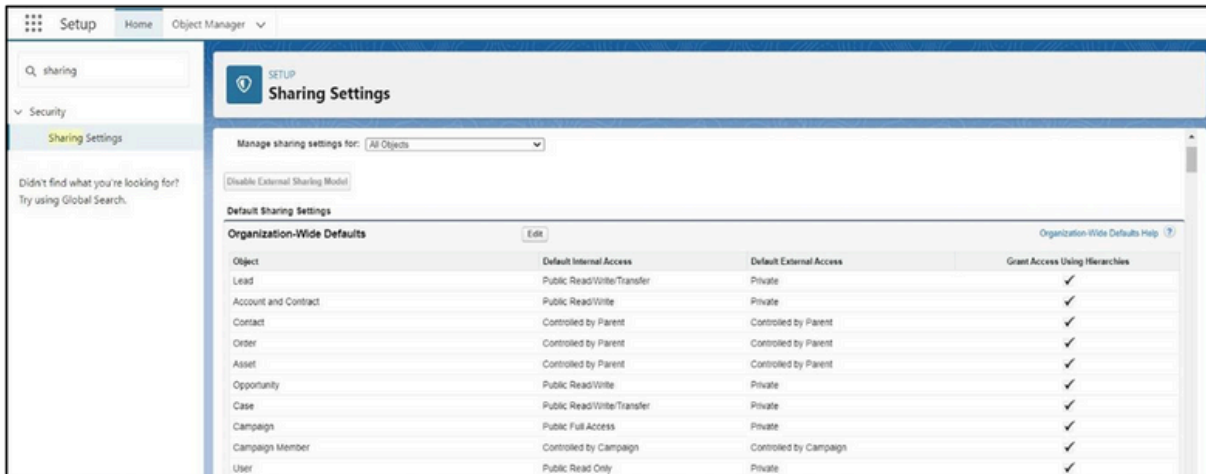 Setup Home Object Manager
sharing
Security
Sharing Settings
Didn't find what you're looking for?
Try using Global Search.
SETUP
Sharing Settings
Manage sharing settings for: All Objects
Disable External Sharing Model
Default Sharing Settings
Organization-Wide Defaults Edit Organization-Wide Defaults Help ?
Object Default Internal Access Default External Access Grant Access Using Hierarchies
Lead Public Read/Write/Transfer Private ✓
Account and Contract Public Read/Write Private ✓
Contact Controlled by Parent Controlled by Parent ✓
Order Controlled by Parent Controlled by Parent ✓
Asset Controlled by Parent Controlled by Parent ✓
Opportunity Public Read/Write Private ✓
Case Public Read/Write/Transfer Private ✓
Campaign Public Full Access Private ✓
Campaign Member Controlled by Campaign Controlled by Campaign ✓
User Public Read Only Private ✓